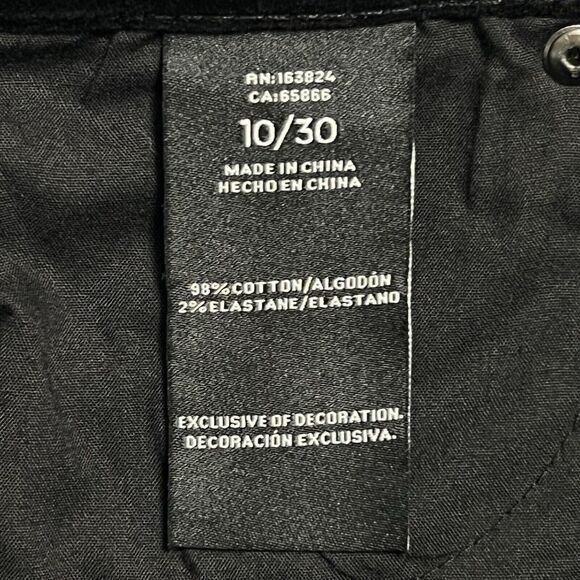 RN:163824
CA:65866
10/30
MADE IN CHINA
HECHO EN CHINA
98% COTTON/ALGODÓN
2% ELASTANE/ELASTANO
EXCLUSIVE OF DECORATION.
DECORACIÓN EXCLUSIVA.